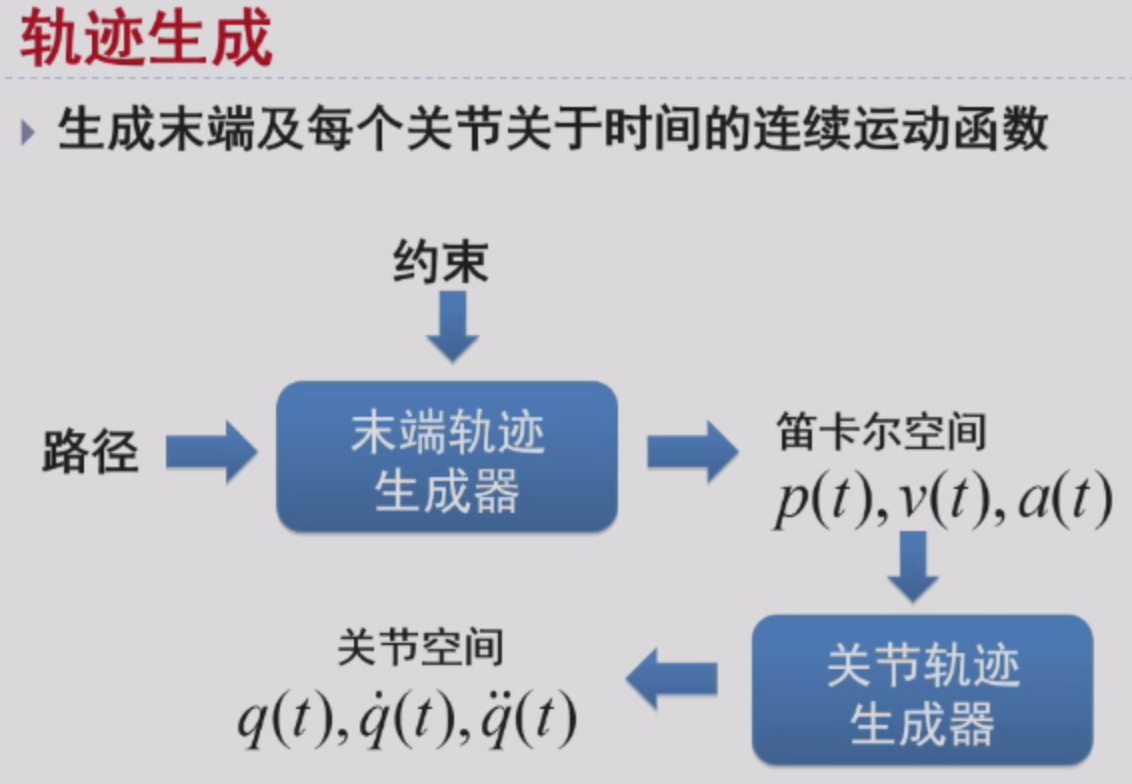 轨迹生成
生成末端及每个关节关于时间的连续运动函数
约束
路径
末端轨迹
生成器
笛卡尔空间
p(t), v(t), a(t)
关节轨迹
生成器
关节空间
q(t), q̇(t), q̈(t)